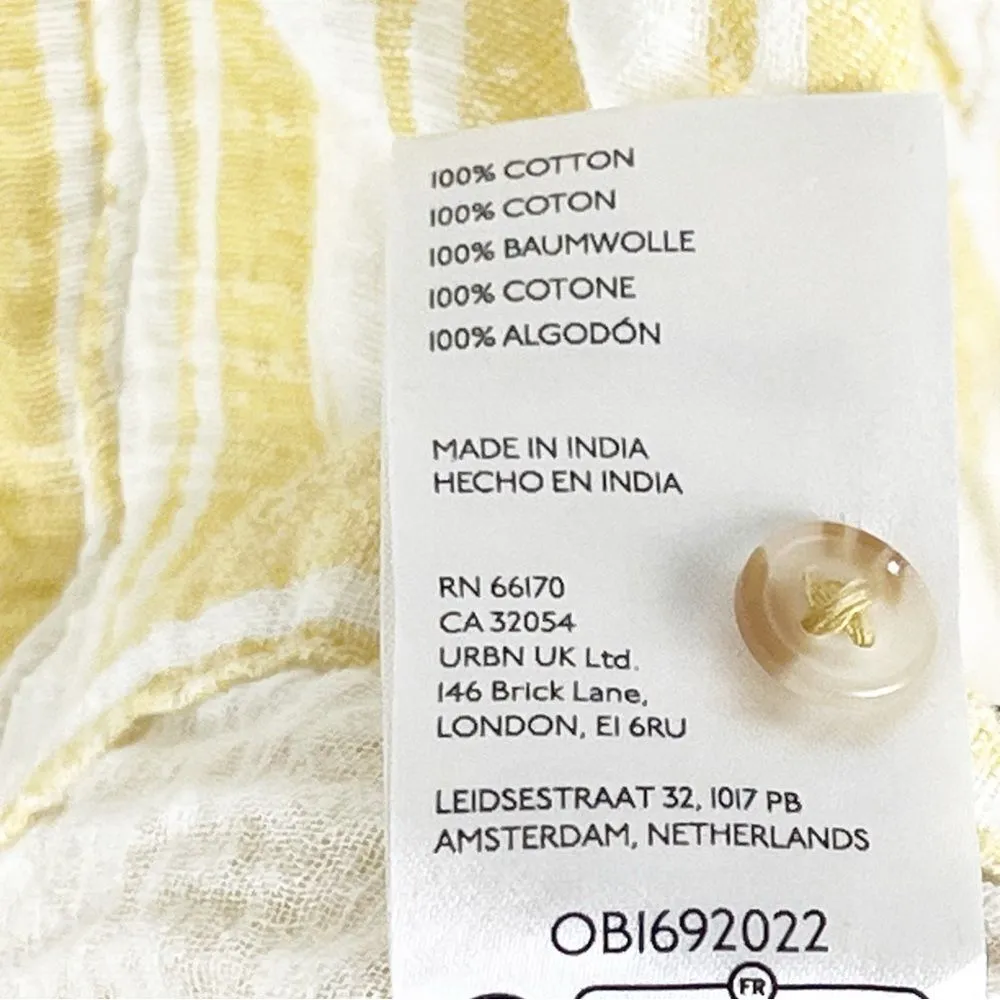 100% COTTON
100% COTON
100% BAUMWOLLE
100% COTONE
100% ALGODÓN
MADE IN INDIA
HECHO EN INDIA
RN 66170
CA 32054
URBN UK Ltd.
146 Brick Lane,
LONDON, E1 6RU
LEIDSESTRAAT 32, 1017 PB
AMSTERDAM, NETHERLANDS
OB1692022
FR